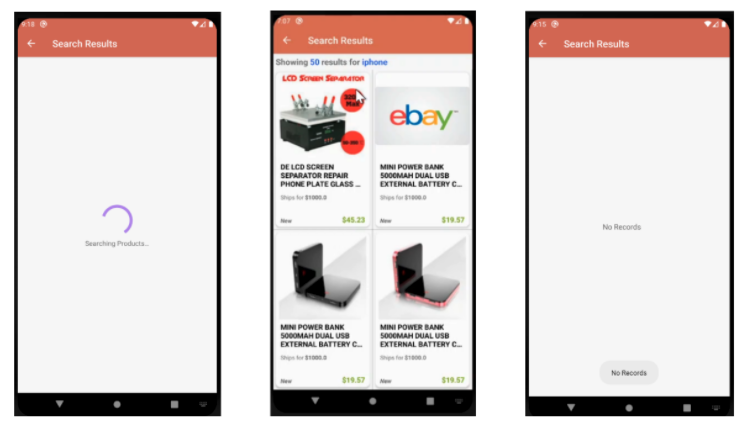 9:18
Search Results
Searching Products...
7:07
Search Results
Showing 50 results for iphone
LCD SCREEN SEPARATOR
ebay
DE LCD SCREEN
SEPARATOR REPAIR
PHONE PLATE GLASS ...
Ships for $1000.0
New $45.23
MINI POWER BANK
5000MAH DUAL USB
EXTERNAL BATTERY C...
Ships for $1000.0
New $19.57
MINI POWER BANK
5000MAH DUAL USB
EXTERNAL BATTERY C...
Ships for $1000.0
New $19.57
MINI POWER BANK
5000MAH DUAL USB
EXTERNAL BATTERY C...
Ships for $1000.0
New $19.57
9:15
Search Results
No Records
No Records